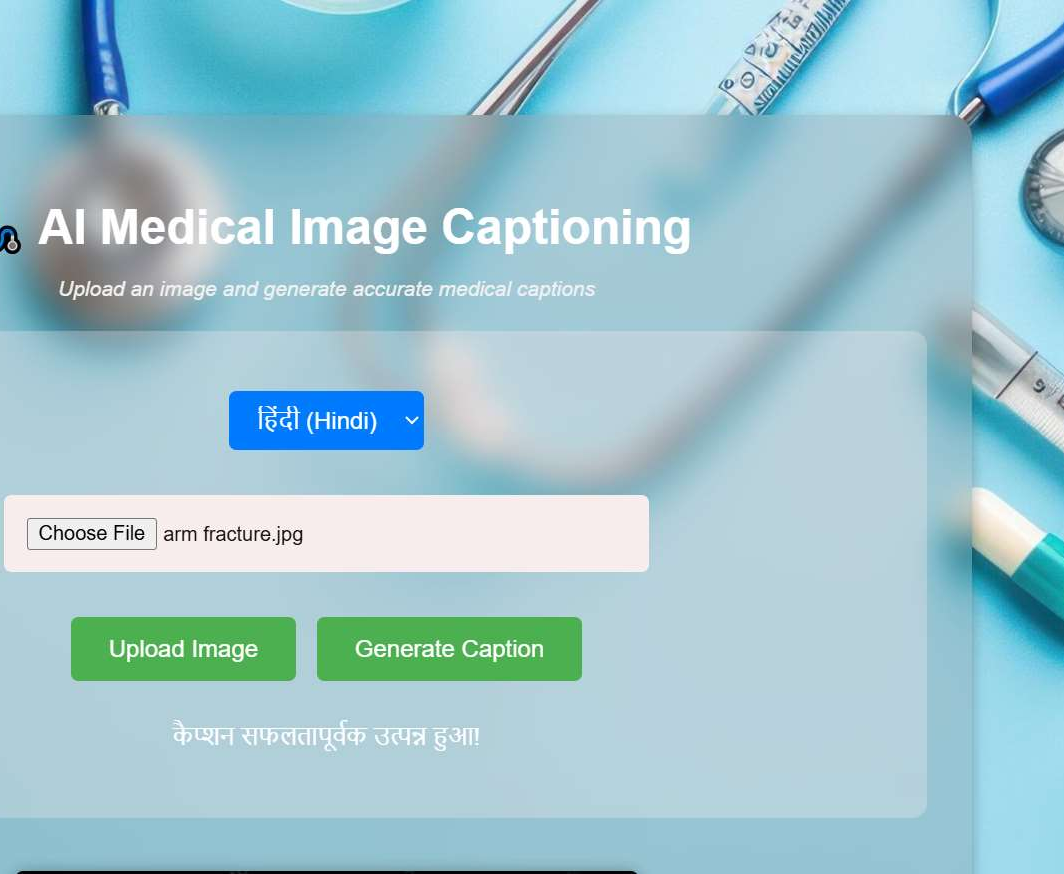 AI Medical Image Captioning
Upload an image and generate accurate medical captions
हिंदी (Hindi)
Choose File arm fracture.jpg
Upload Image Generate Caption
कैप्शन सफलतापूर्वक उत्पन्न हुआ!